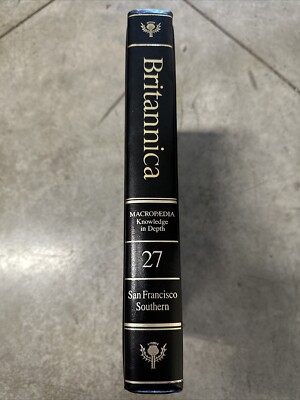 Britannica
MACROPÆDIA
Knowledge
in Depth
27
San Francisco
Southern